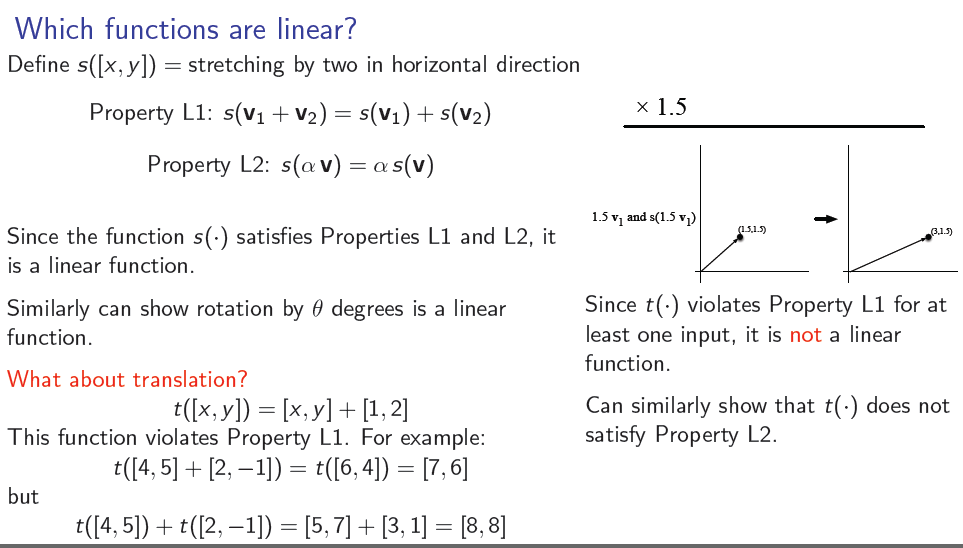 Which functions are linear?
Define s([x, y]) = stretching by two in horizontal direction
Property L1: s(v₁ + v₂) = s(v₁) + s(v₂)
Property L2: s(α v) = α s(v)
Since the function s(·) satisfies Properties L1 and L2, it
is a linear function.
Similarly can show rotation by θ degrees is a linear
function.
What about translation?
t([x, y]) = [x, y] + [1, 2]
This function violates Property L1. For example:
t([4, 5] + [2, −1]) = t([6, 4]) = [7, 6]
but
t([4, 5]) + t([2, −1]) = [5, 7] + [3, 1] = [8, 8]
× 1.5
1.5 v₁ and s(1.5 v₁)
(1.5,1.5)
(3,1.5)
Since t(·) violates Property L1 for at
least one input, it is not a linear
function.
Can similarly show that t(·) does not
satisfy Property L2.